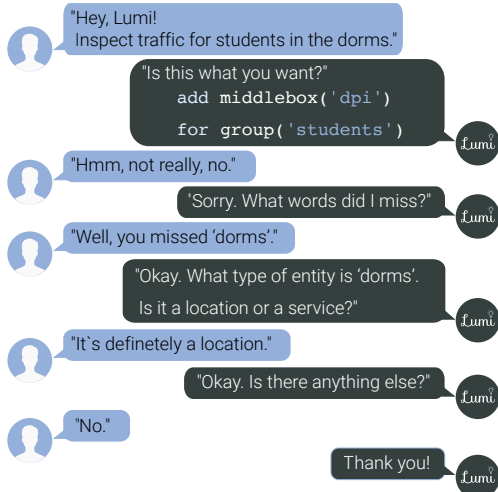 "Hey, Lumi!
Inspect traffic for students in the dorms."
"Is this what you want?"
add middlebox('dpi')
for group('students')
Lumi
"Hmm, not really, no."
'Sorry. What words did I miss?"
Lumi
"Well, you missed ‘dorms’."
"Okay. What type of entity is ‘dorms’.
Is it a location or a service?"
Lumi
"It`s definetely a location."
"Okay. Is there anything else?"
Lumi
"No."
Thank you!
Lumi